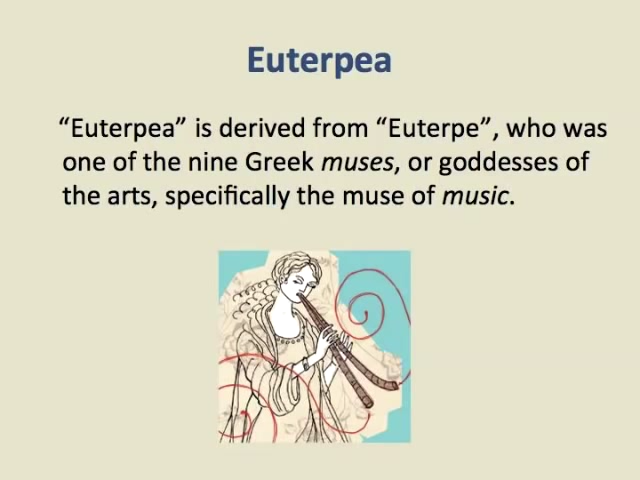 Euterpea
“Euterpea” is derived from “Euterpe”, who was
one of the nine Greek muses, or goddesses of
the arts, specifically the muse of music.